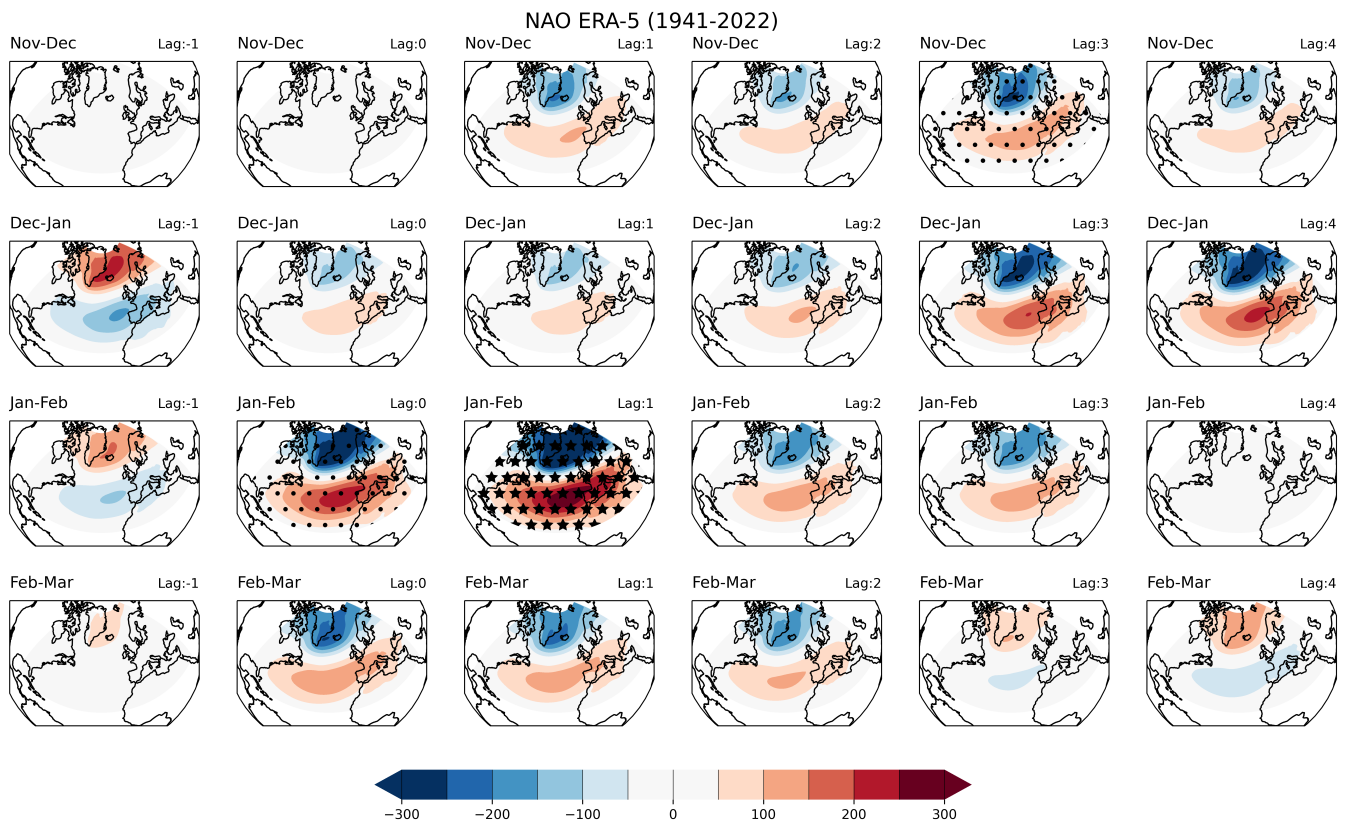 NAO ERA-5 (1941-2022)
Nov-Dec Lag:-1 Nov-Dec Lag:0 Nov-Dec Lag:1 Nov-Dec Lag:2 Nov-Dec Lag:3 Nov-Dec Lag:4
Dec-Jan Lag:-1 Dec-Jan Lag:0 Dec-Jan Lag:1 Dec-Jan Lag:2 Dec-Jan Lag:3 Dec-Jan Lag:4
Jan-Feb Lag:-1 Jan-Feb Lag:0 Jan-Feb Lag:1 Jan-Feb Lag:2 Jan-Feb Lag:3 Jan-Feb Lag:4
Feb-Mar Lag:-1 Feb-Mar Lag:0 Feb-Mar Lag:1 Feb-Mar Lag:2 Feb-Mar Lag:3 Feb-Mar Lag:4
−300 −200 −100 0 100 200 300